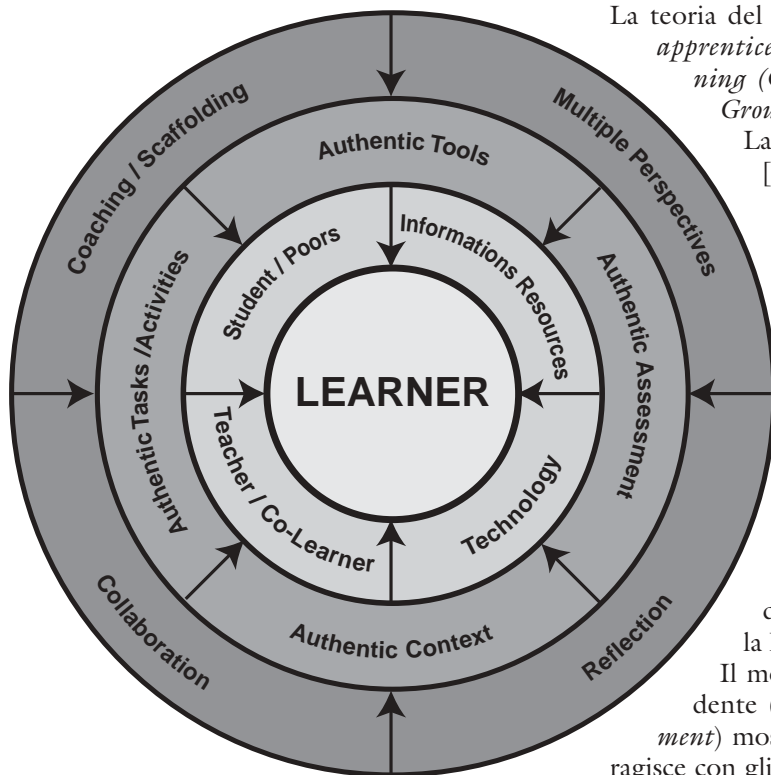 La teoria del
apprentice
ning (
Grou
La
[
Coaching / Scaffolding
Multiple Perspectives
Authentic Tools
Student / Poors
Informations Resources
Authentic Tasks /Activities
Authentic Assessment
LEARNER
Teacher / Co-Learner
Technology
Authentic Context
Collaboration
Reflection
la
Il mo
dente (
ment) mos
ragisce con gli